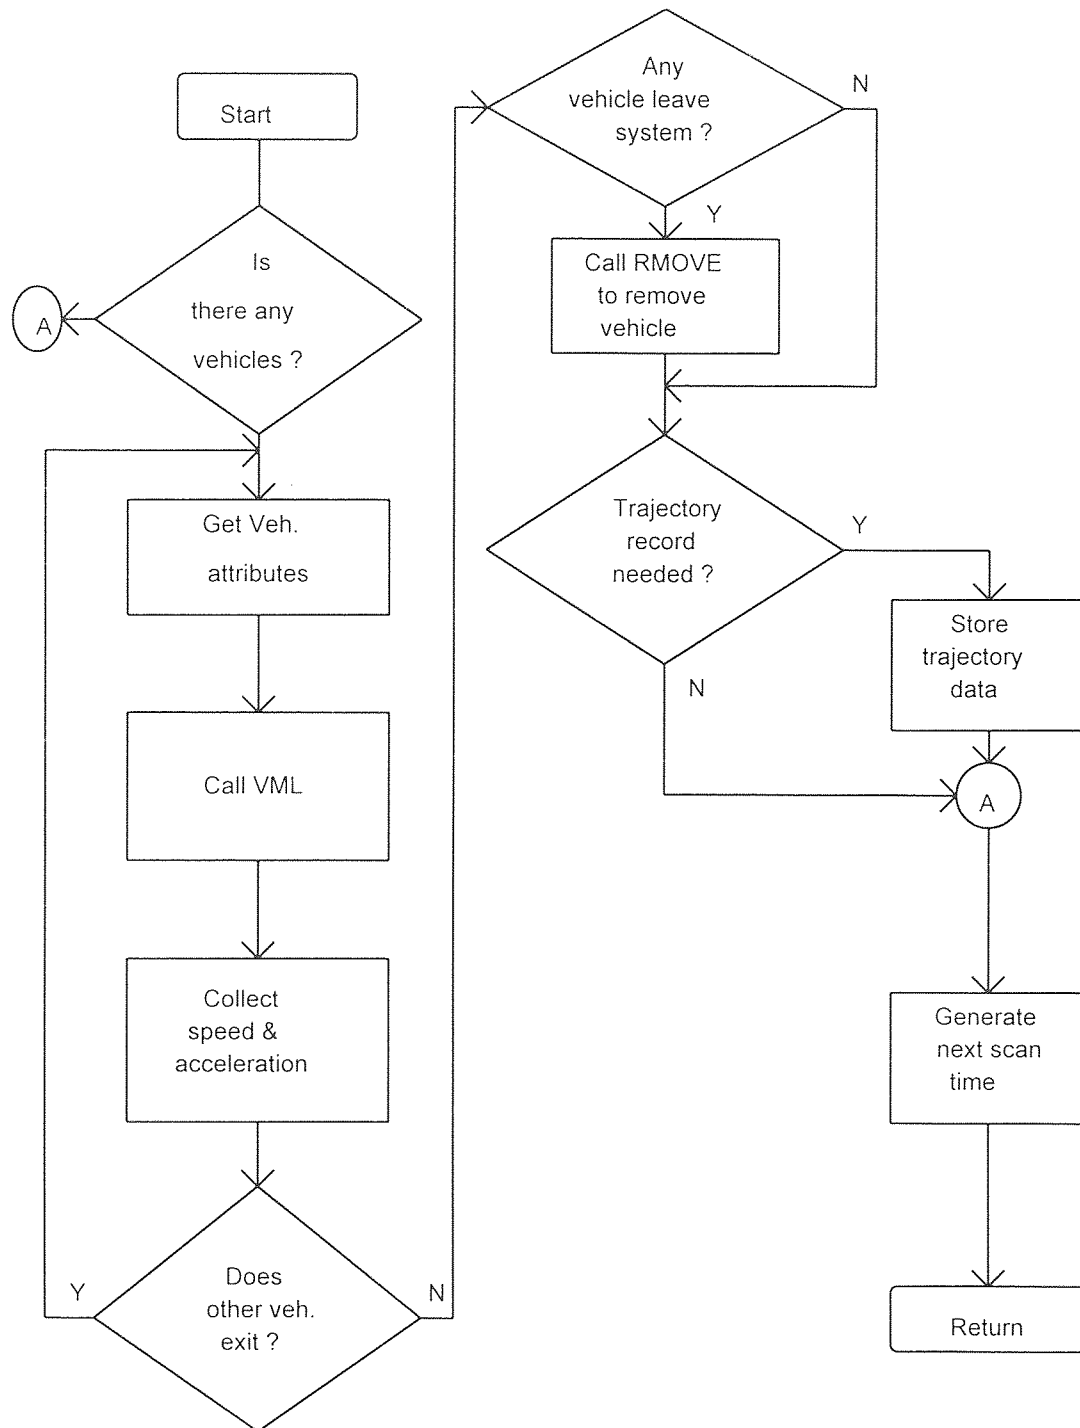 Start
Is
there any
vehicles ?
A
Get Veh.
attributes
Call VML
Collect
speed &
acceleration
Does
other veh.
exit ?
Y
N
Any
vehicle leave
system ?
N
Y
Call RMOVE
to remove
vehicle
Trajectory
record
needed ?
Y
N
Store
trajectory
data
A
Generate
next scan
time
Return